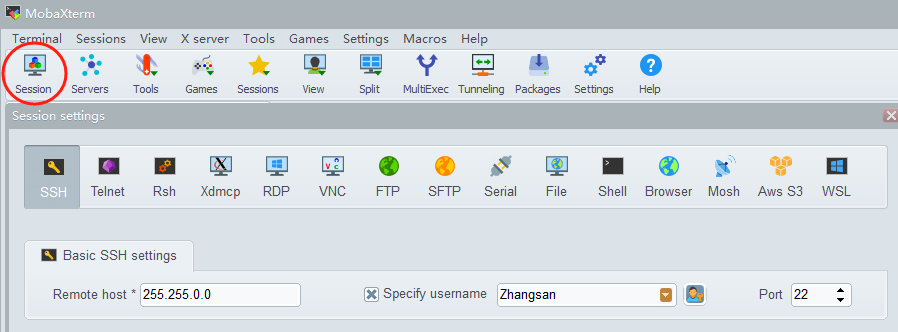 MobaXterm
Terminal Sessions View X server Tools Games Settings Macros Help
Session Servers Tools Games Sessions View Split MultiExec Tunneling Packages Settings Help
Session settings
SSH Telnet Rsh Xdmcp RDP VNC FTP SFTP Serial File Shell Browser Mosh Aws S3 WSL
Basic SSH settings
Remote host * 255.255.0.0 Specify username Zhangsan Port 22